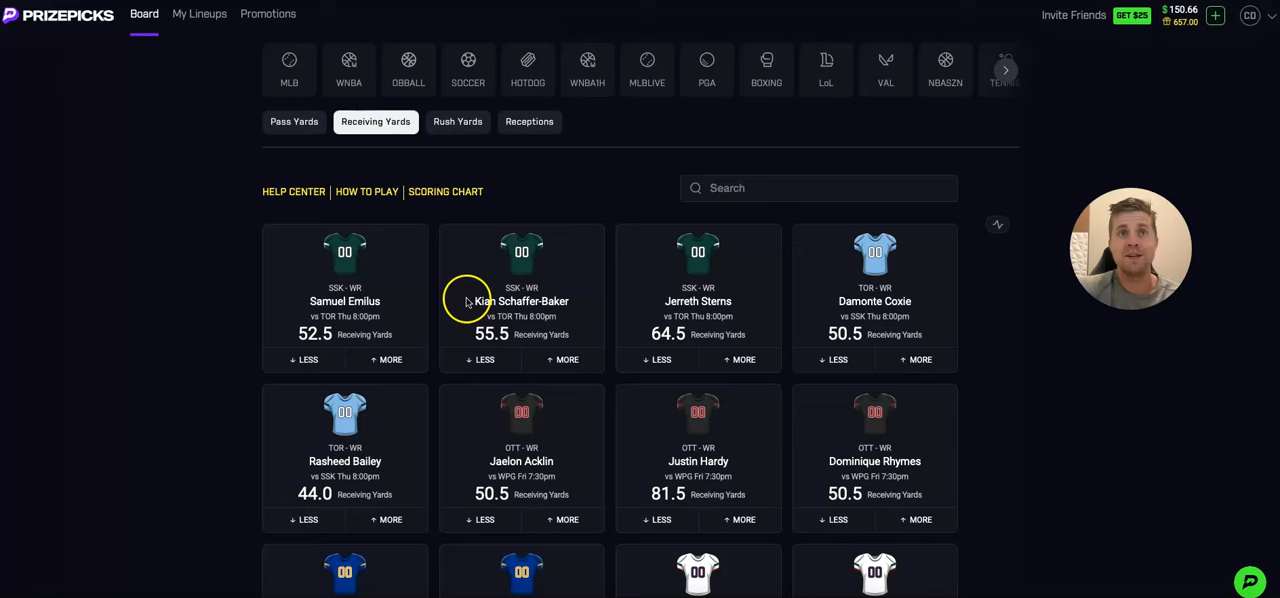 PRIZEPICKS Board My Lineups Promotions Invite Friends GET $25 $ 150.66 + CD
657.00
MLB WNBA OBBALL SOCCER HOTDOG WNBA1H MLBLIVE PGA BOXING LoL VAL NBASZN TENNIS
Pass Yards Receiving Yards Rush Yards Receptions
HELP CENTER | HOW TO PLAY | SCORING CHART Search
00 00 00 00
SSK - WR SSK - WR SSK - WR TOR - WR
Samuel Emilus Kian Schaffer-Baker Jerreth Sterns Damonte Coxie
vs TOR Thu 8:00pm vs TOR Thu 8:00pm vs TOR Thu 8:00pm vs SSK Thu 8:00pm
52.5 Receiving Yards 55.5 Receiving Yards 64.5 Receiving Yards 50.5 Receiving Yards
↓ LESS ↑ MORE ↓ LESS ↑ MORE ↓ LESS ↑ MORE ↓ LESS ↑ MORE
00 00 00 00
TOR - WR OTT - WR OTT - WR OTT - WR
Rasheed Bailey Jaelon Acklin Justin Hardy Dominique Rhymes
vs SSK Thu 8:00pm vs WPG Fri 7:30pm vs WPG Fri 7:30pm vs WPG Fri 7:30pm
44.0 Receiving Yards 50.5 Receiving Yards 81.5 Receiving Yards 50.5 Receiving Yards
↓ LESS ↑ MORE ↓ LESS ↑ MORE ↓ LESS ↑ MORE ↓ LESS ↑ MORE
00 00 00 00